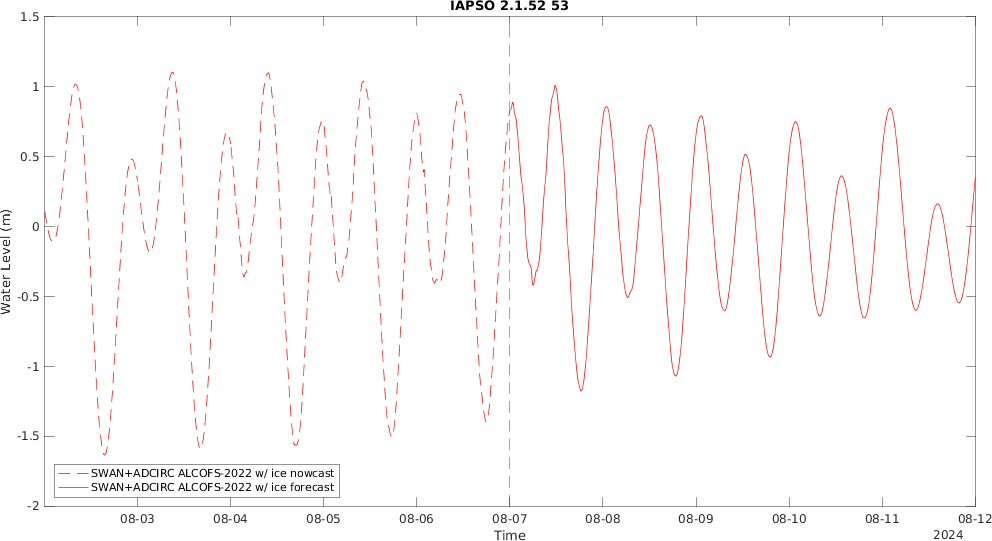 IAPSO 2.1.52 53
1.5
1
0.5
0
-0.5
-1
-1.5
-2
Water Level (m)
SWAN+ADCIRC ALCOFS-2022 w/ ice nowcast
SWAN+ADCIRC ALCOFS-2022 w/ ice forecast
08-03 08-04 08-05 08-06 08-07 08-08 08-09 08-10 08-11 08-12
Time
2024